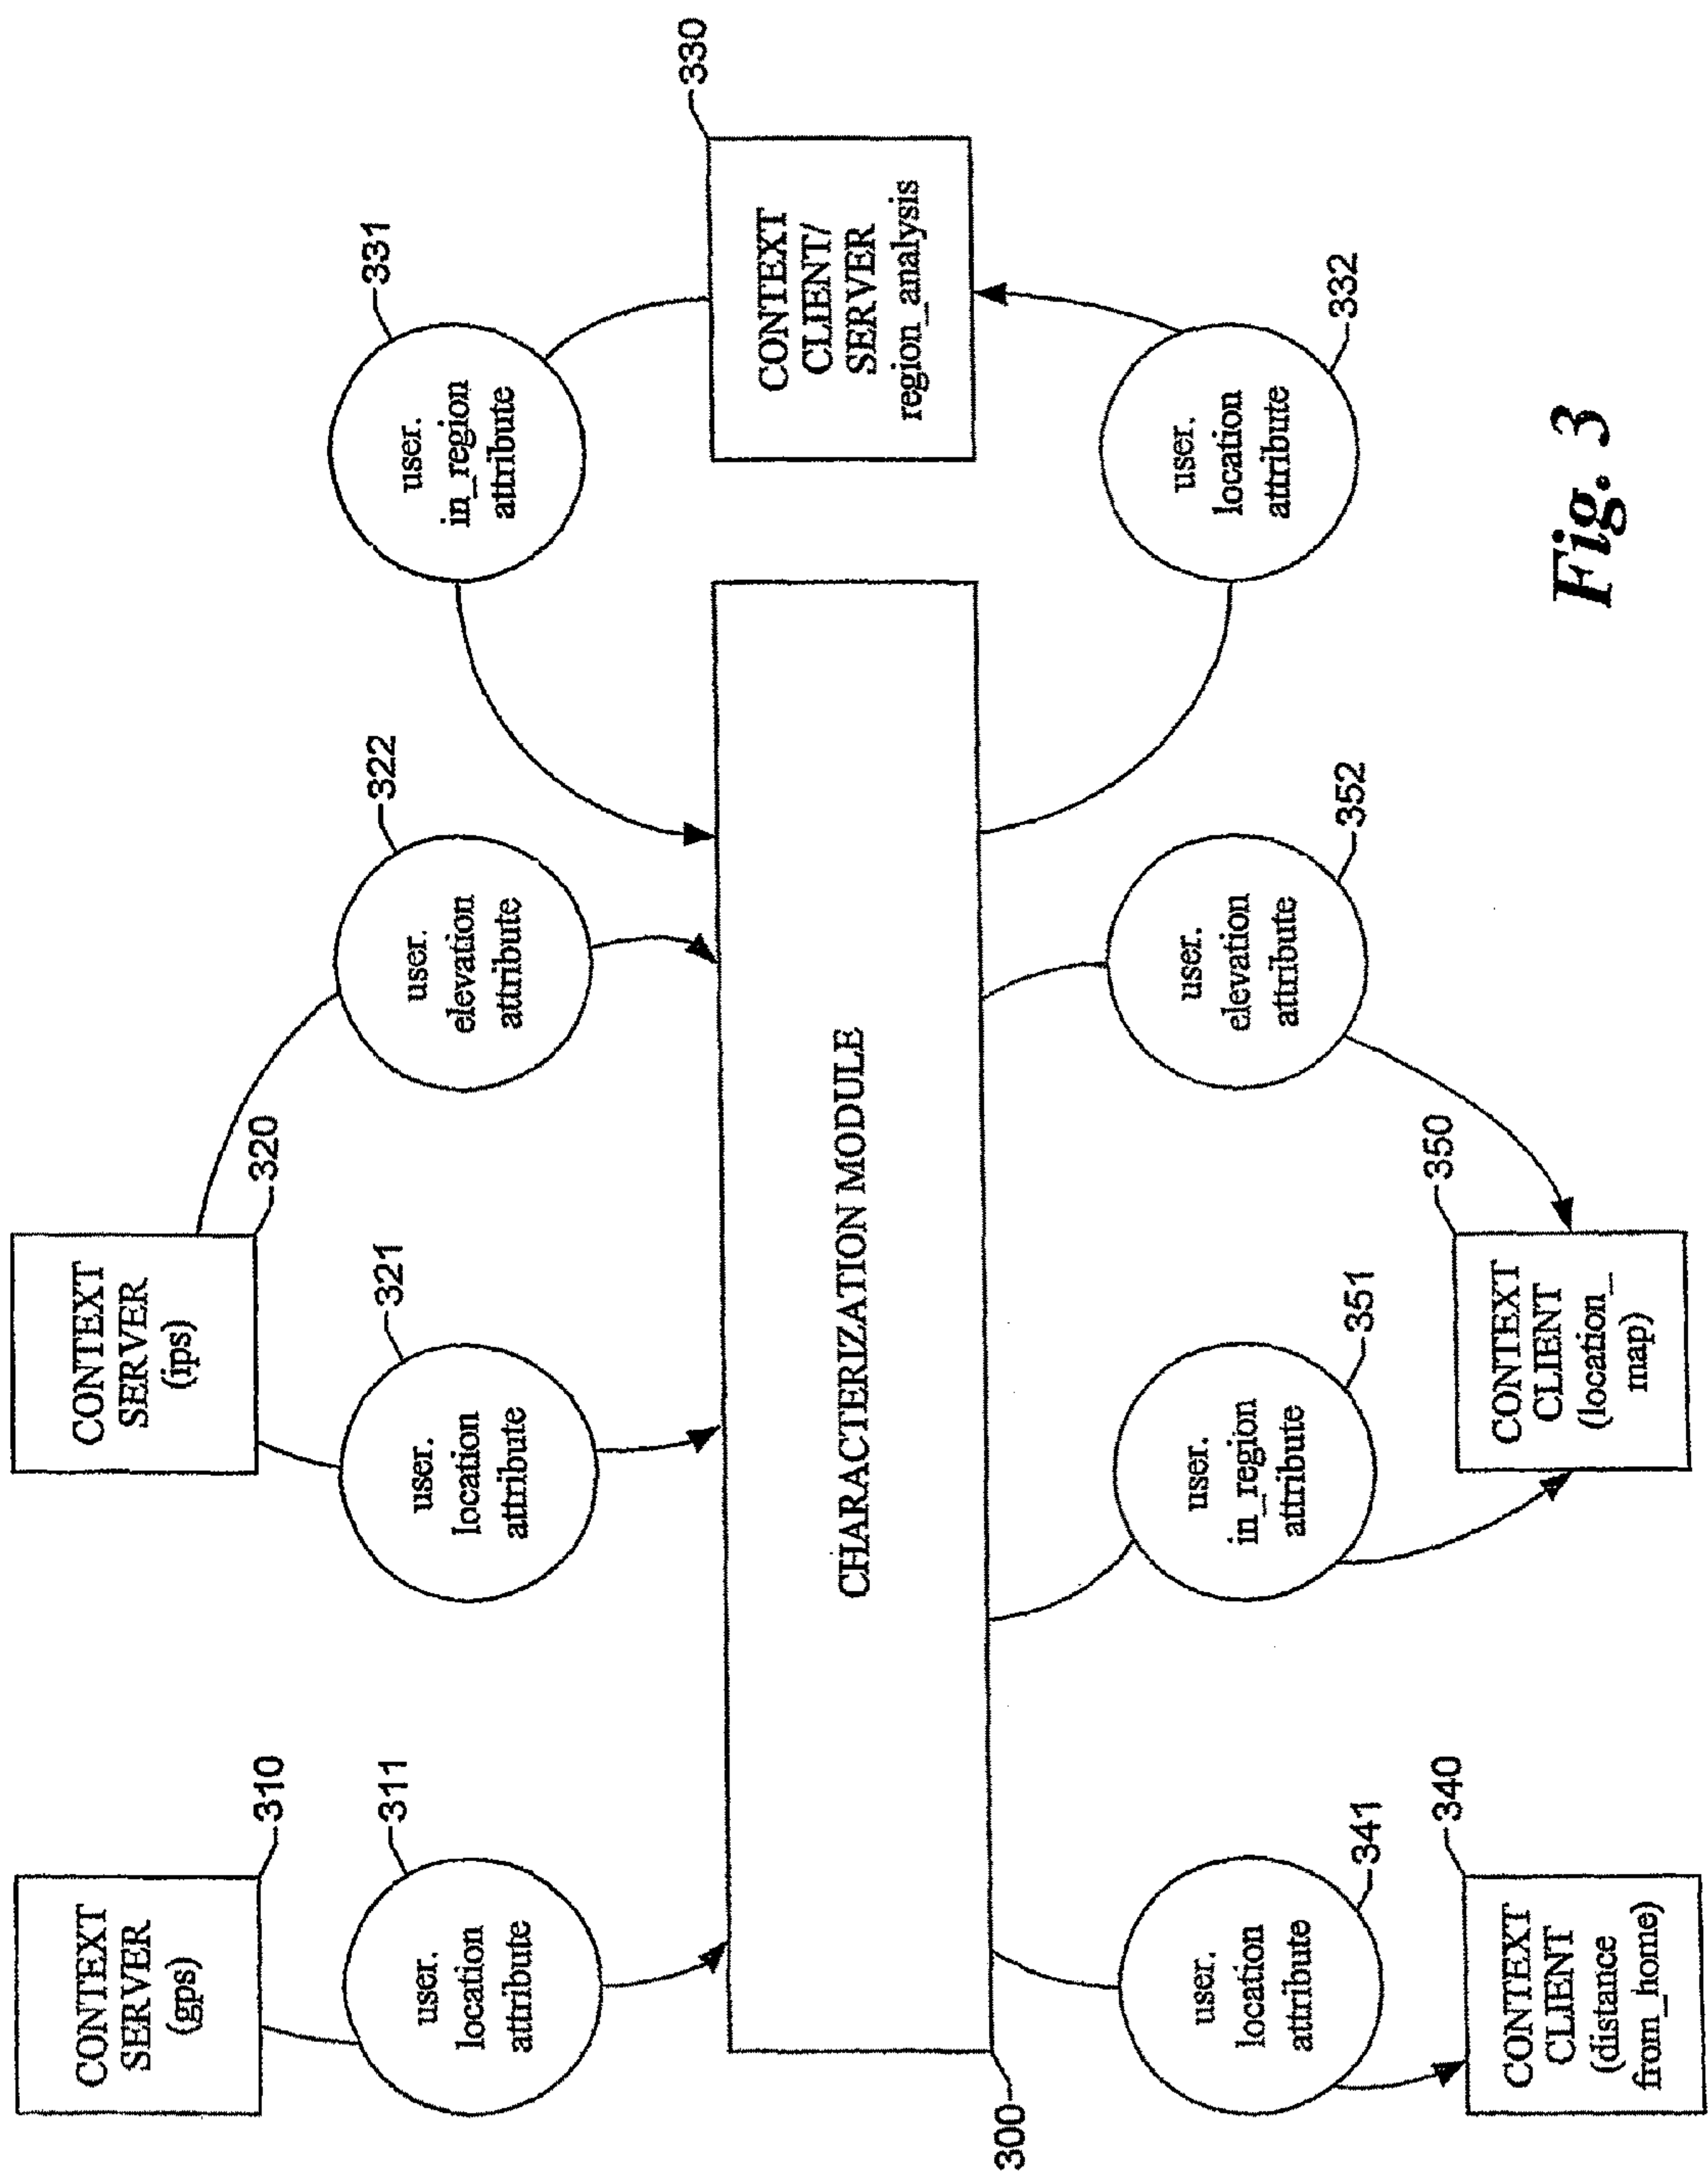 CONTEXT
SERVER
(gps)
310
CONTEXT
SERVER
(ips)
320
user.
location
attribute
311
user.
location
attribute
321
user.
elevation
attribute
322
user.
in_region
attribute
331
CHARACTERIZATION MODULE
300
CONTEXT
CLIENT/
SERVER
region_analysis
330
user.
location
attribute
341
user.
in_region
attribute
351
user.
elevation
attribute
352
user.
location
attribute
332
CONTEXT
CLIENT
(distance
from_home)
340
CONTEXT
CLIENT
(location_
map)
350
Fig. 3